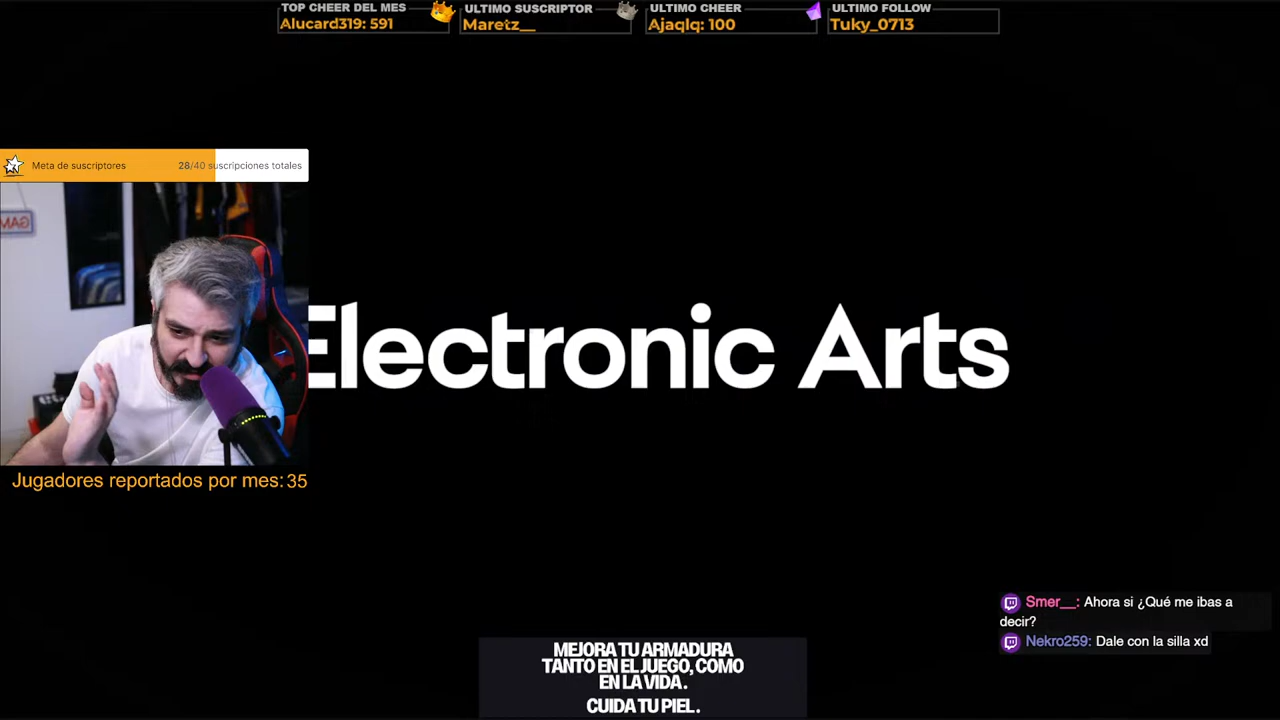 TOP CHEER DEL MES
Alucard319: 591
ULTIMO SUSCRIPTOR
Maretz__
ULTIMO CHEER
Ajaqlq: 100
ULTIMO FOLLOW
Tuky_0713
Meta de suscriptores 28/40 suscripciones totales
GAM
Electronic Arts
Jugadores reportados por mes: 35
Smer__: Ahora si ¿Qué me ibas a
decir?
Nekro259: Dale con la silla xd
MEJORA TU ARMADURA
TANTO EN EL JUEGO, COMO
EN LA VIDA.
CUIDA TU PIEL.